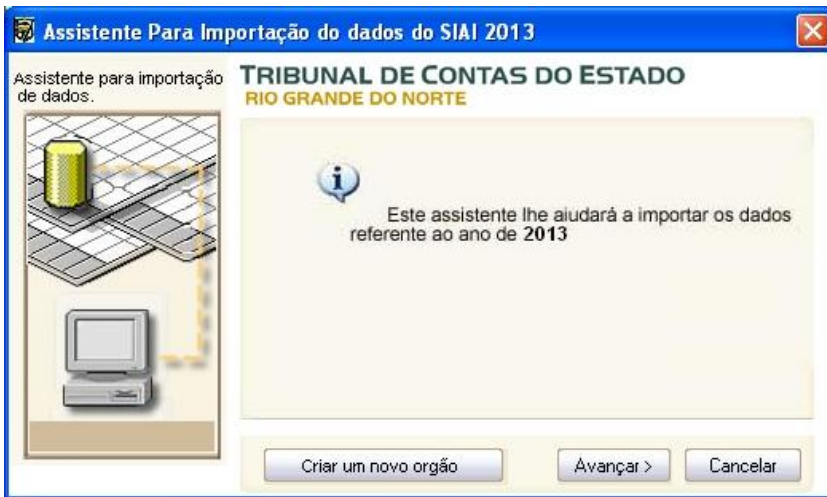 Assistente Para Importação do dados do SIAI 2013
Assistente para importação
de dados.
TRIBUNAL DE CONTAS DO ESTADO
RIO GRANDE DO NORTE
Este assistente lhe aiudará a importar os dados
referente ao ano de 2013
Criar um novo orgão
Avançar >
Cancelar